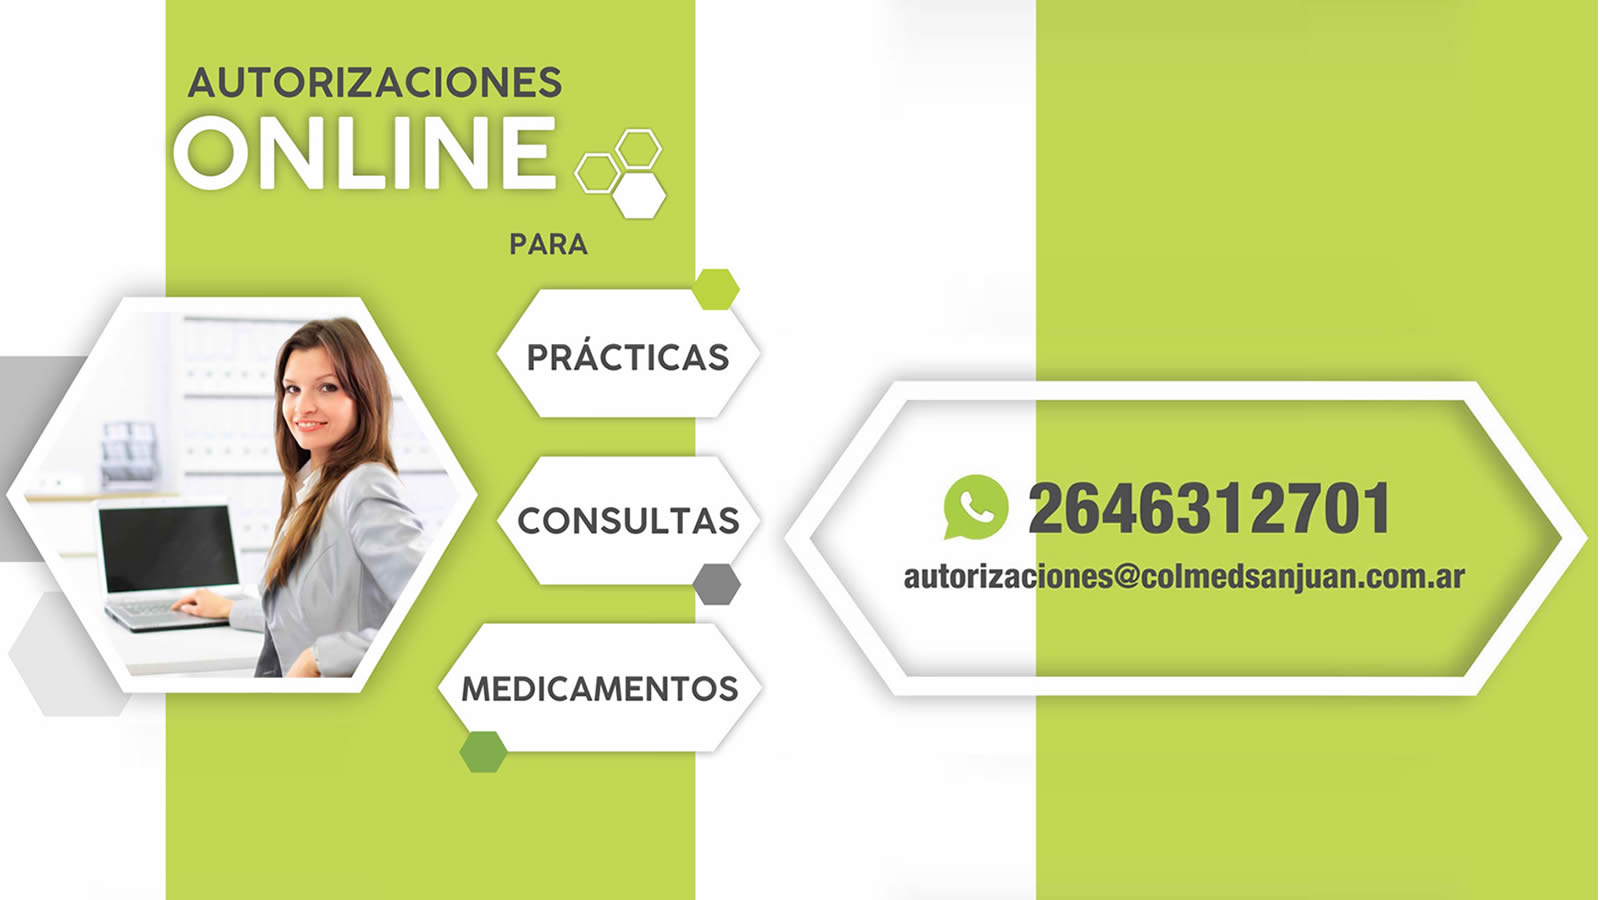 AUTORIZACIONES
ONLINE
PARA
PRÁCTICAS
CONSULTAS
MEDICAMENTOS
2646312701
autorizaciones@colmedsanjuan.com.ar